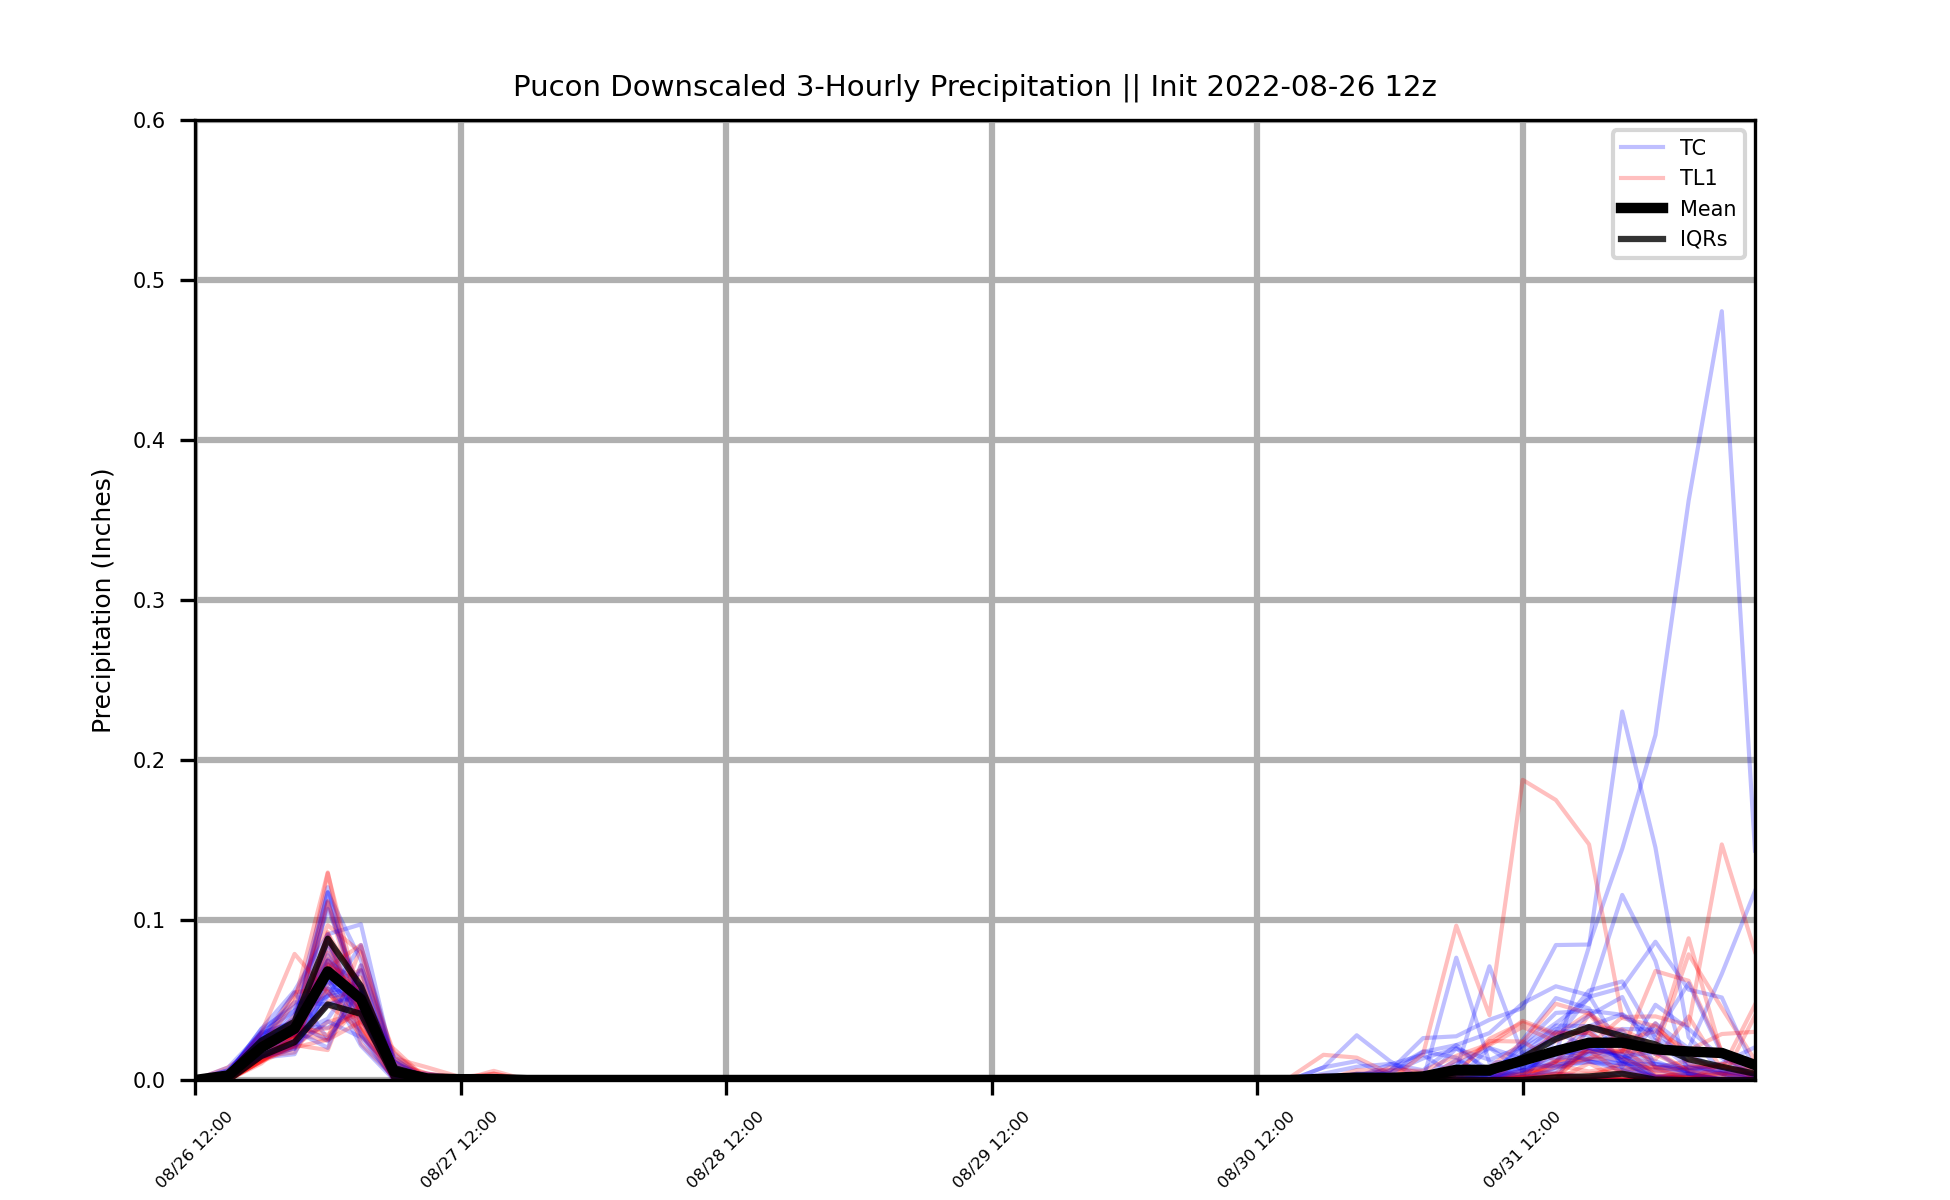 Pucon Downscaled 3-Hourly Precipitation || Init 2022-08-26 12z
TC
TL1
Mean
IQRs
Precipitation (Inches)
0.6
0.5
0.4
0.3
0.2
0.1
0.0
08/26 12:00
08/27 12:00
08/28 12:00
08/29 12:00
08/30 12:00
08/31 12:00